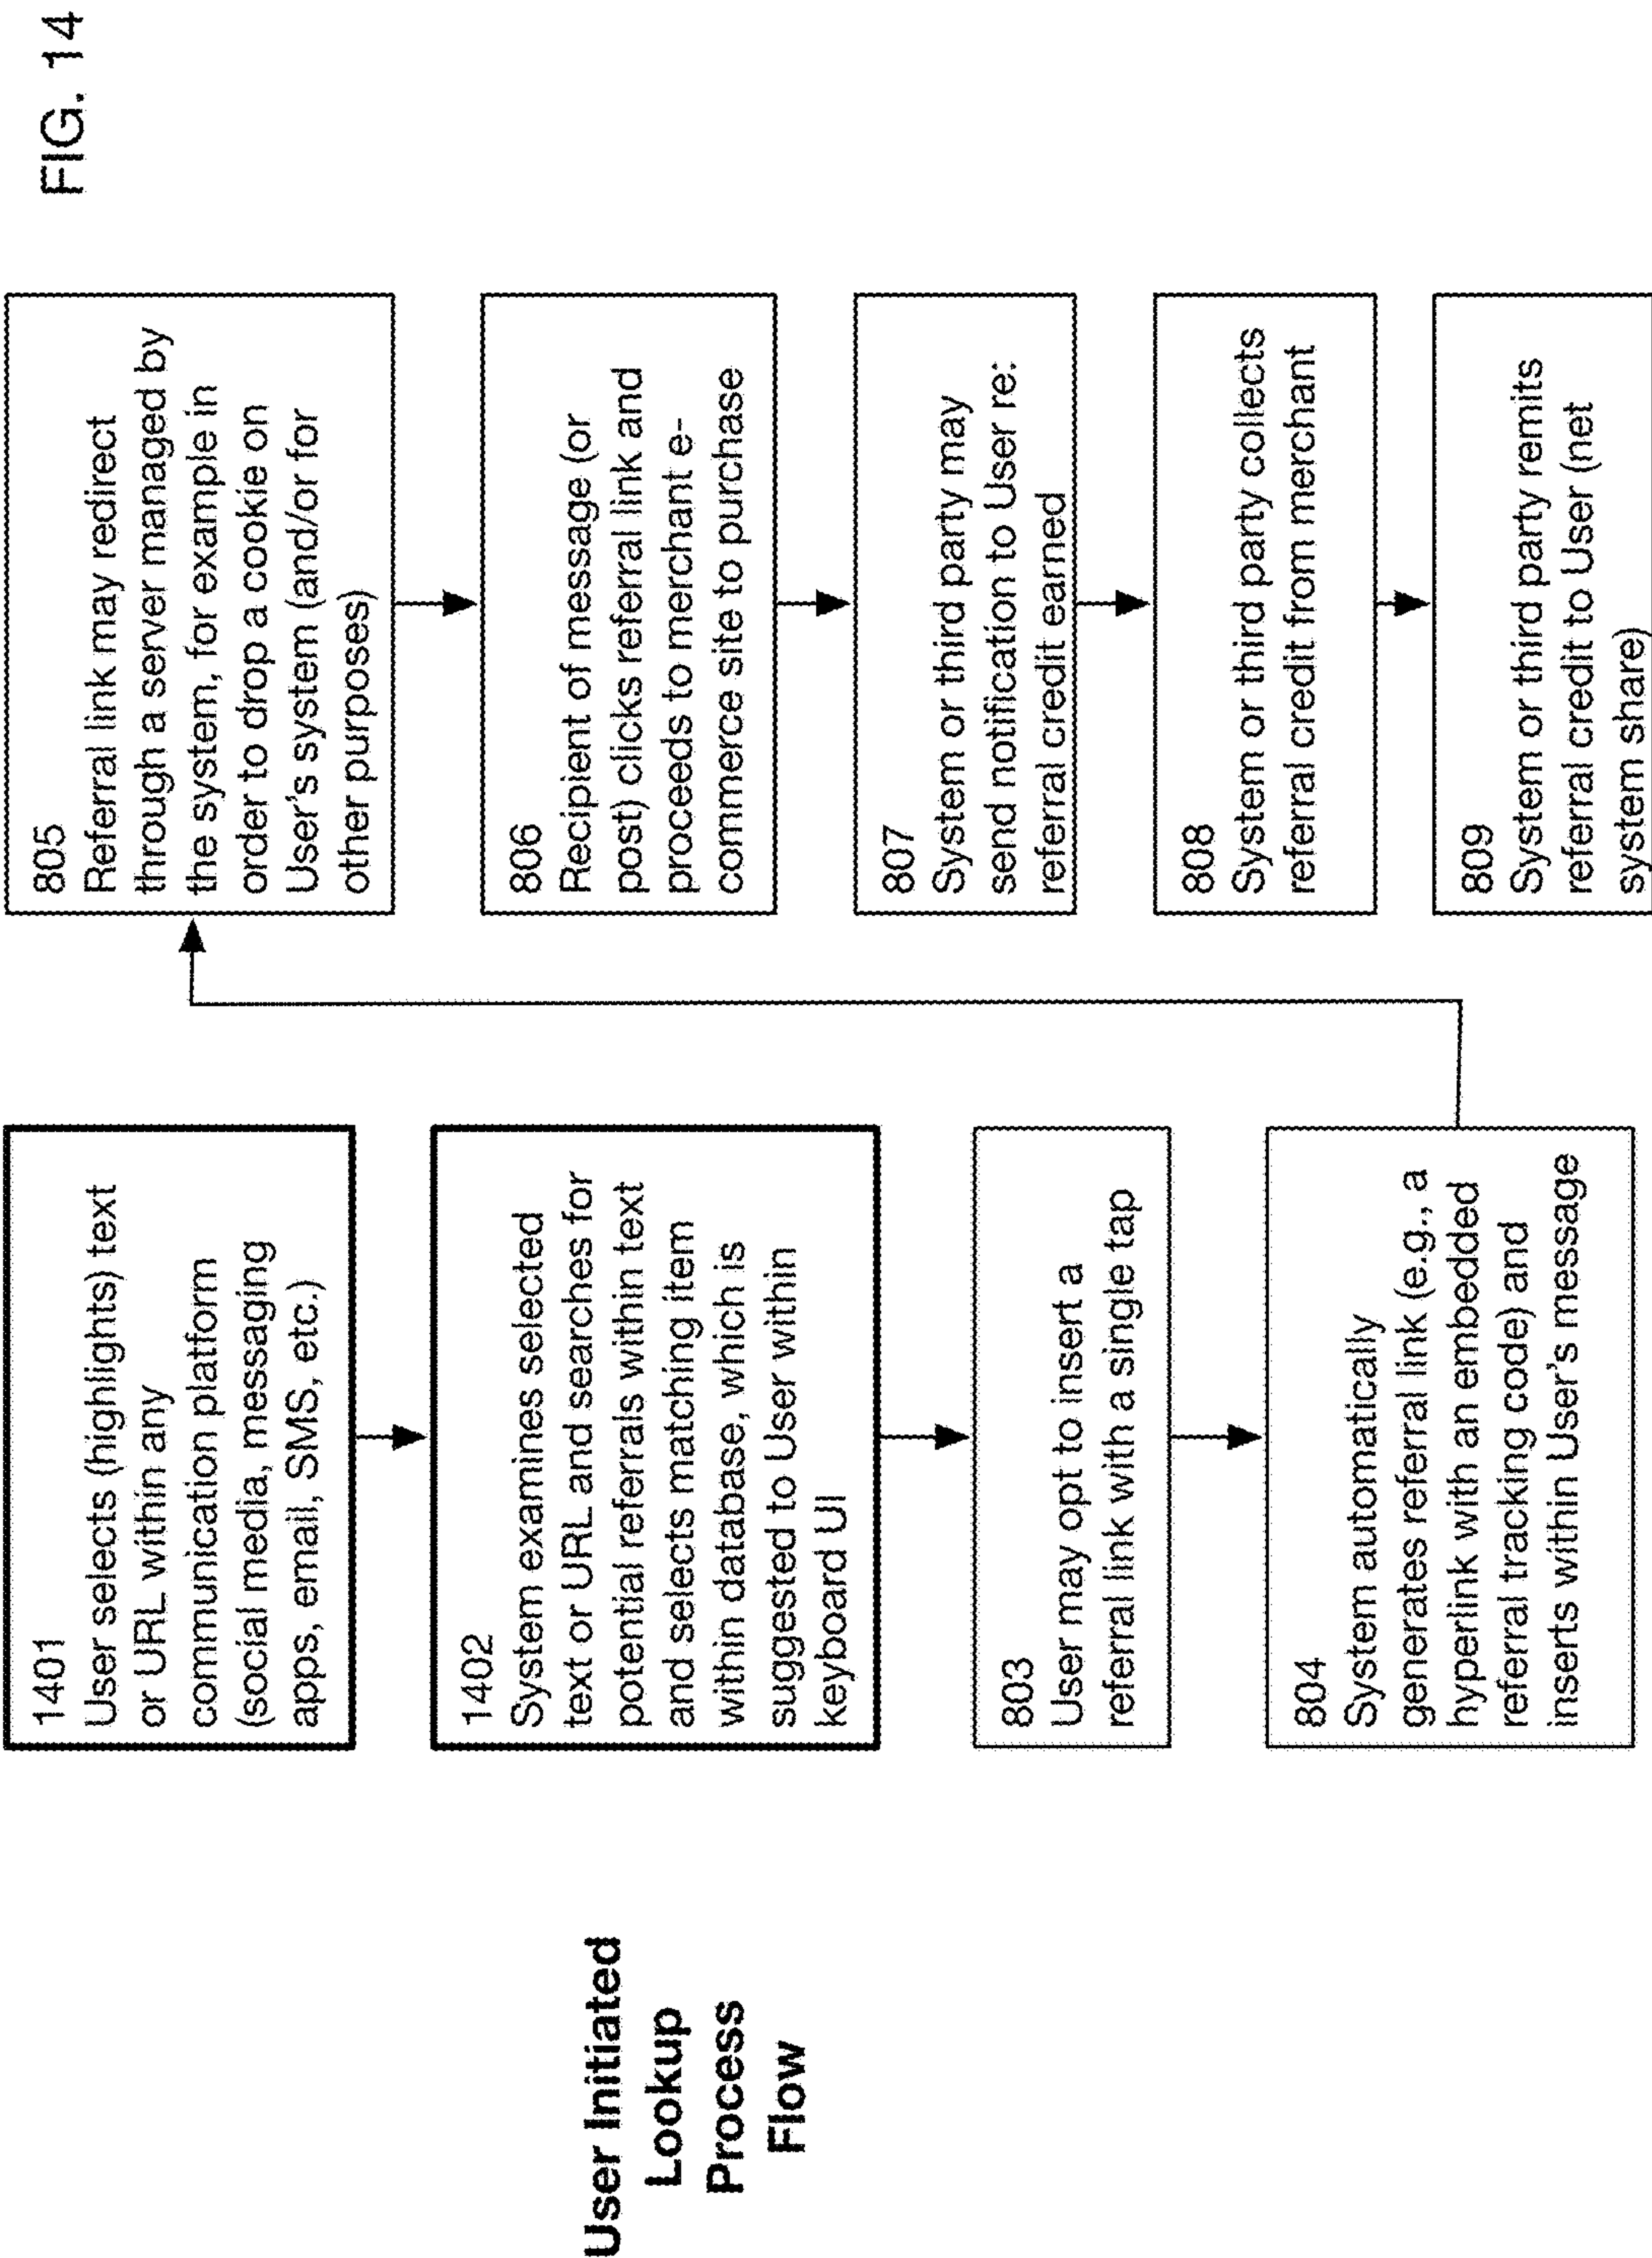 FIG. 14
User Initiated
Lookup
Process
Flow
1401
User selects (highlights) text
or URL within any
communication platform
(social media, messaging
apps, email, SMS, etc.)
1402
System examines selected
text or URL and searches for
potential referrals within text
and selects matching item
within database, which is
suggested to User within
keyboard UI
803
User may opt to insert a
referral link with a single tap
804
System automatically
generates referral link (e.g., a
hyperlink with an embedded
referral tracking code) and
inserts within User's message
805
Referral link may redirect
through a server managed by
the system, for example in
order to drop a cookie on
User's system (and/or for
other purposes)
806
Recipient of message (or
post) clicks referral link and
proceeds to merchant e-
commerce site to purchase
807
System or third party may
send notification to User re:
referral credit earned
808
System or third party collects
referral credit from merchant
809
System or third party remits
referral credit to User (net
system share)